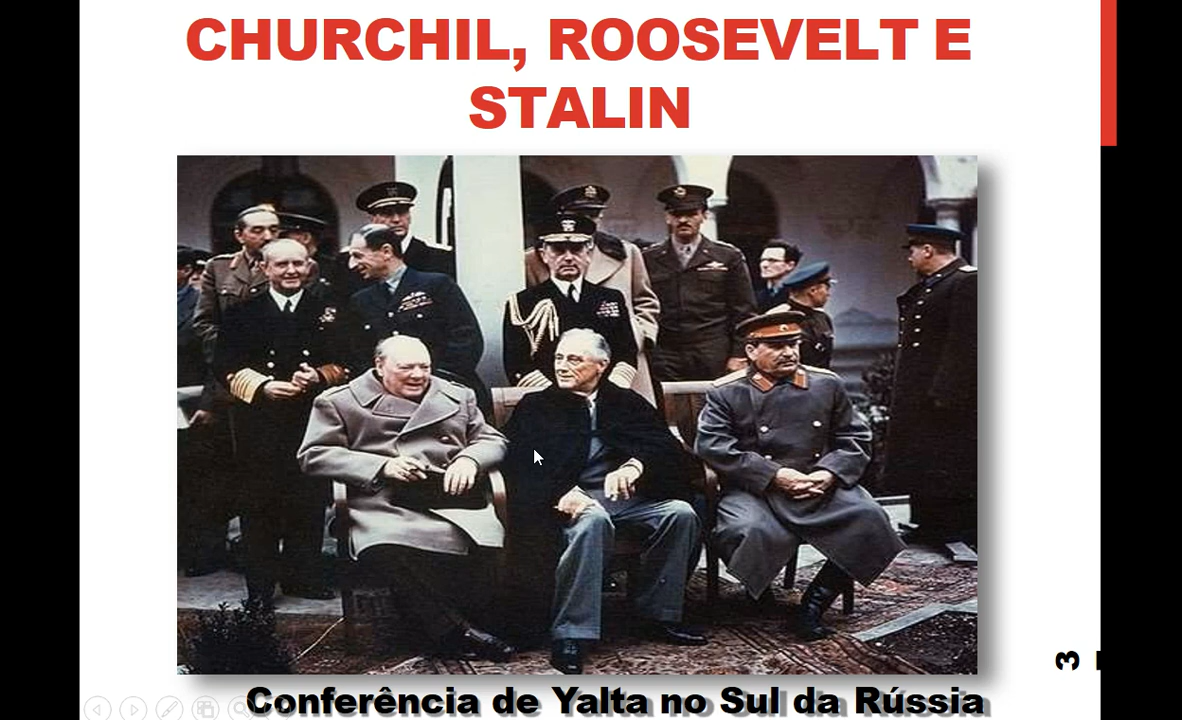 CHURCHIL, ROOSEVELT E
STALIN
Conferência de Yalta no Sul da Rússia
3